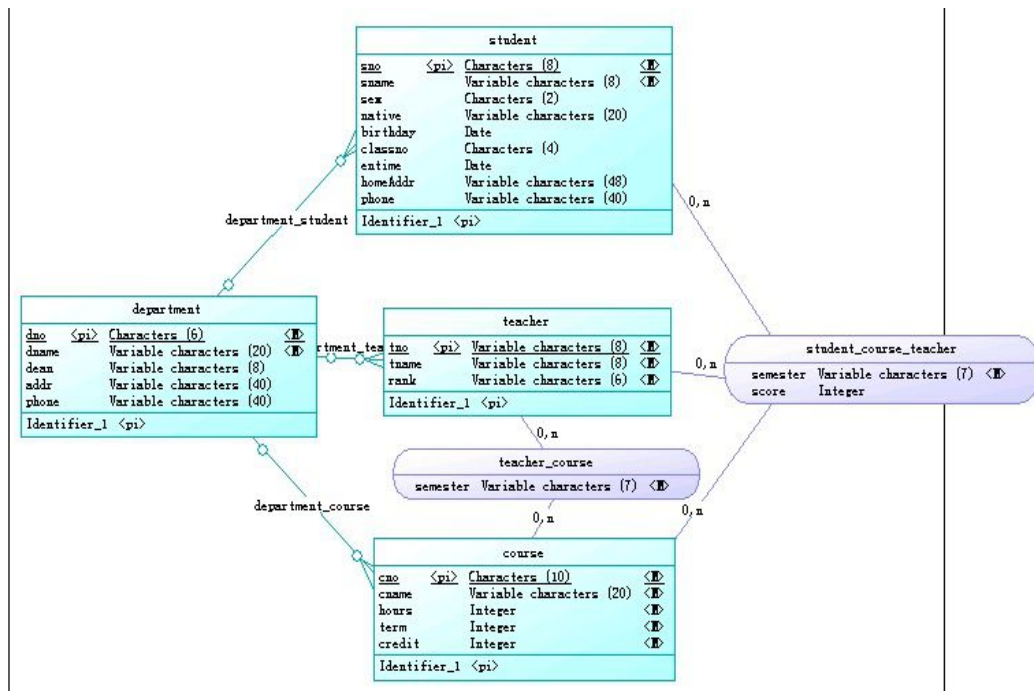 student
sno <pi> Characters (8) <M>
sname Variable characters (8) <M>
sex Characters (2)
native Variable characters (20)
birthday Date
classno Characters (4)
entime Date
homeAddr Variable characters (48)
phone Variable characters (40)
Identifier_1 <pi>
0,n
department_student
department
dno <pi> Characters (6) <M>
dname Variable characters (20) <M>
dean Variable characters (8)
addr Variable characters (40)
phone Variable characters (40)
Identifier_1 <pi>
rtment_tea
teacher
tno <pi> Variable characters (8) <M>
tname Variable characters (8) <M>
rank Variable characters (6) <M>
Identifier_1 <pi>
0,n
student_course_teacher
semester Variable characters (7) <M>
score Integer
0,n
teacher_course
semester Variable characters (7) <M>
department_course
0,n
0,n
course
cno <pi> Characters (10) <M>
cname Variable characters (20) <M>
hours Integer <M>
term Integer <M>
credit Integer <M>
Identifier_1 <pi>